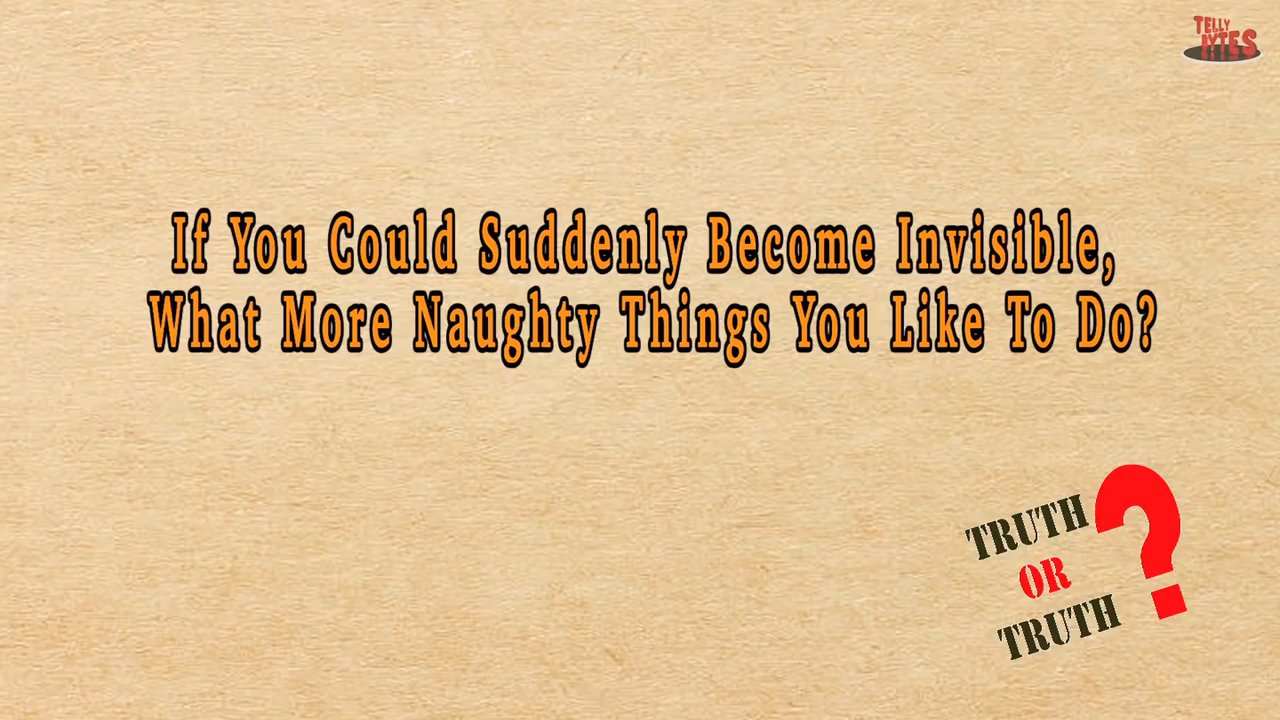 TELLY
BYTES
If You Could Suddenly Become Invisible,
What More Naughty Things You Like To Do?
TRUTH
OR
TRUTH
?